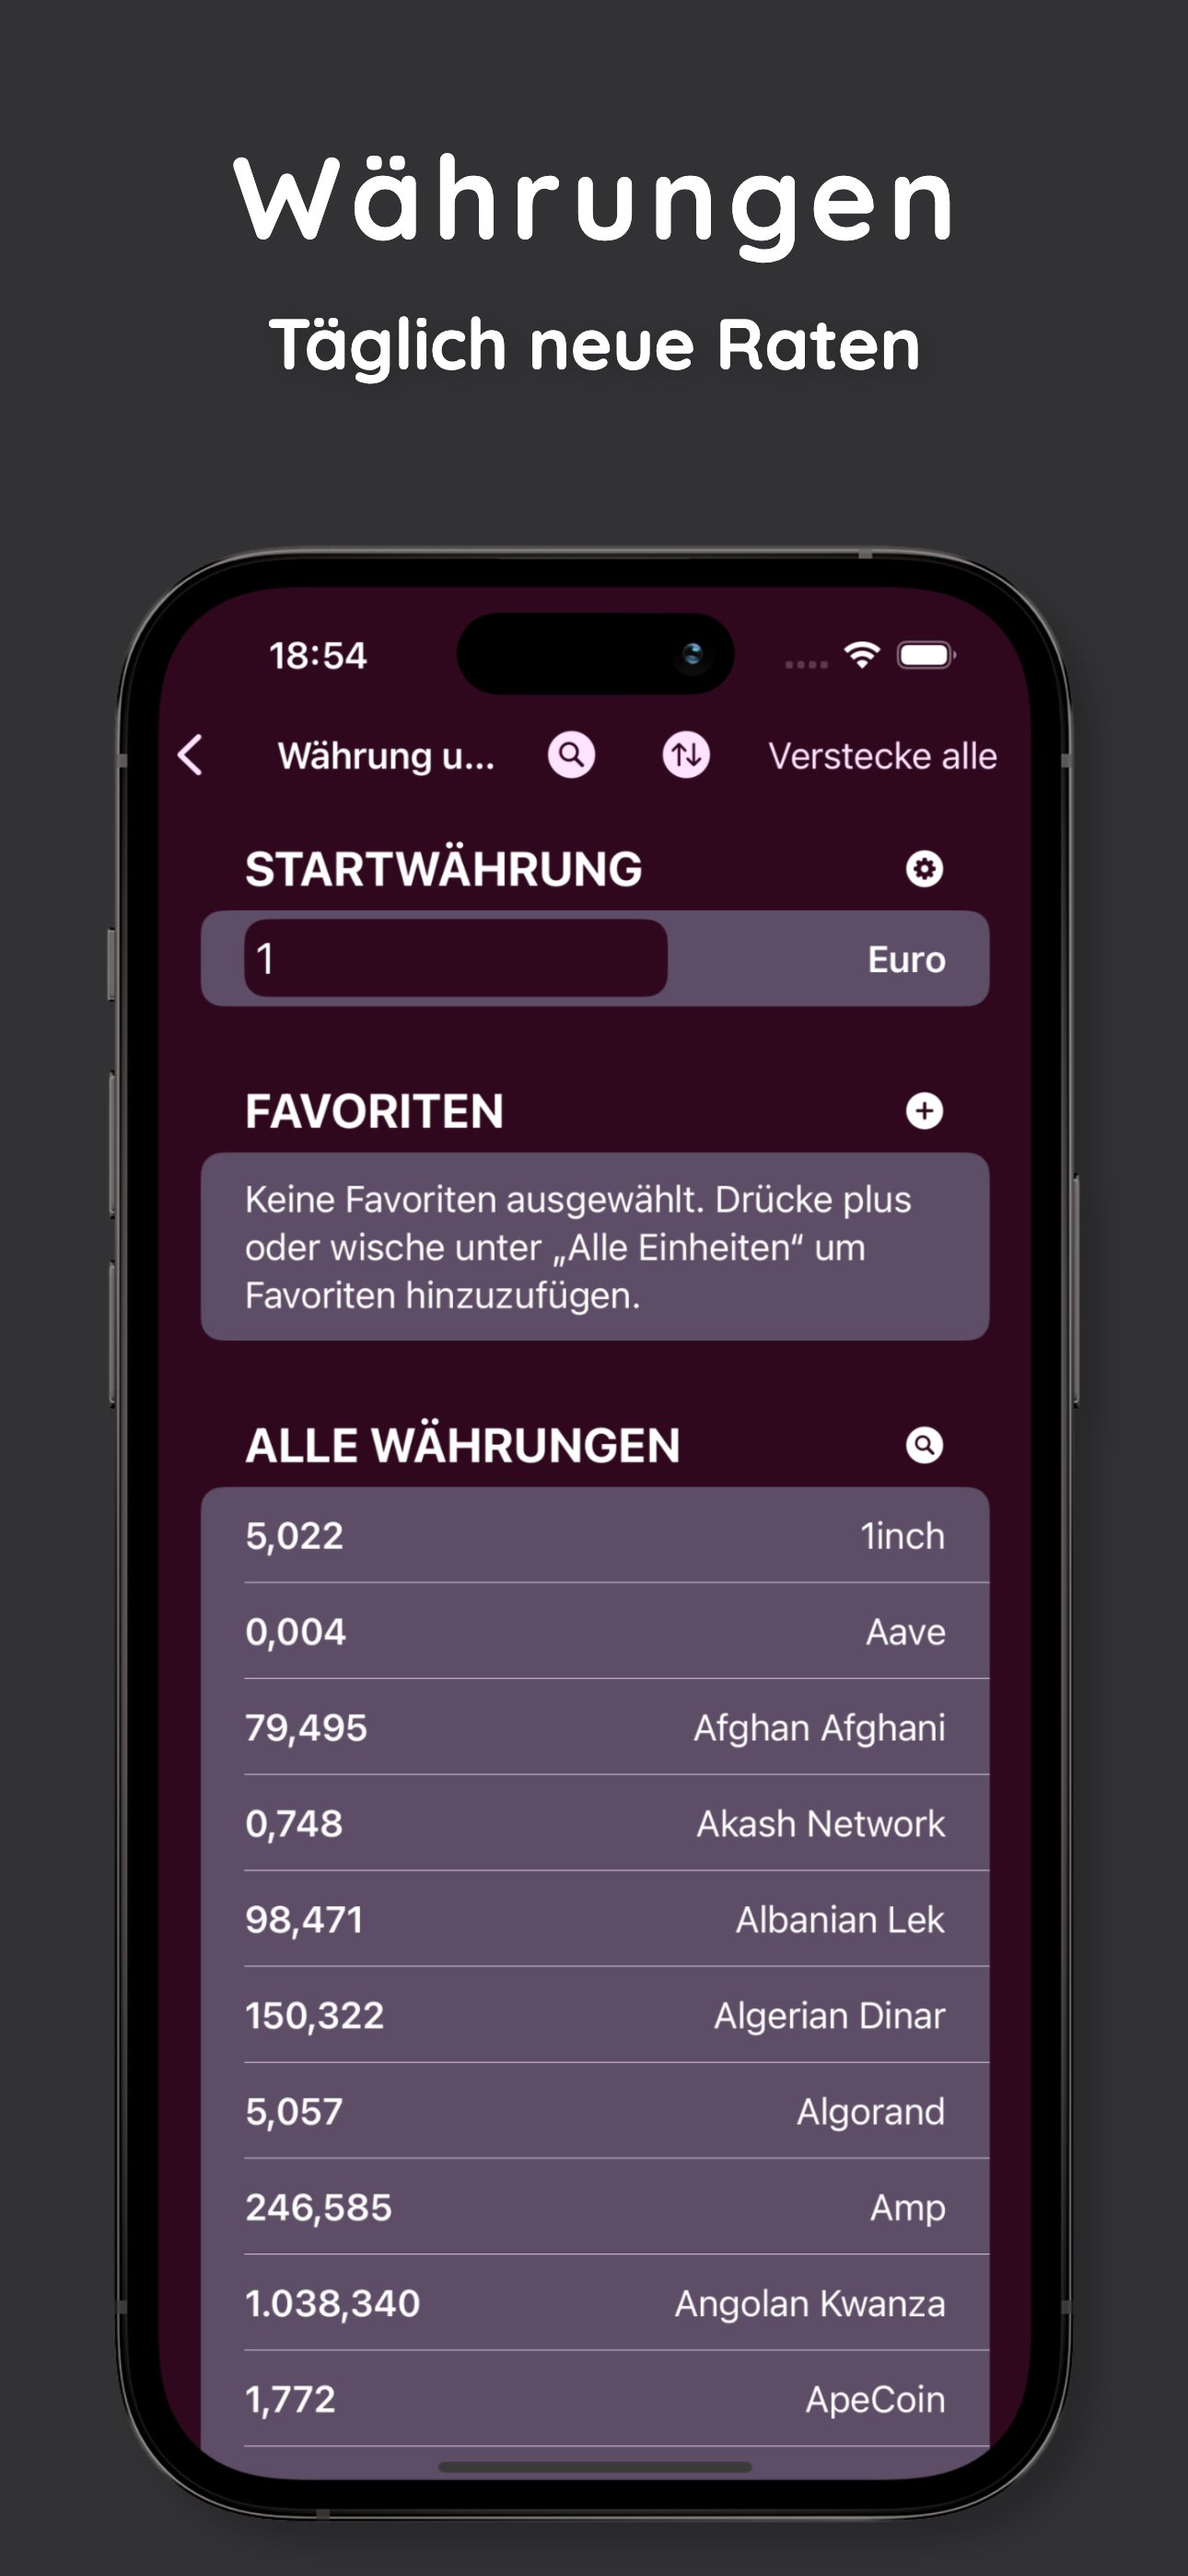 Währungen
Täglich neue Raten
18:54
Währung u...
Verstecke alle
STARTWÄHRUNG
1 Euro
FAVORITEN
Keine Favoriten ausgewählt. Drücke plus
oder wische unter „Alle Einheiten“ um
Favoriten hinzuzufügen.
ALLE WÄHRUNGEN
5,022 1inch
0,004 Aave
79,495 Afghan Afghani
0,748 Akash Network
98,471 Albanian Lek
150,322 Algerian Dinar
5,057 Algorand
246,585 Amp
1.038,340 Angolan Kwanza
1,772 ApeCoin